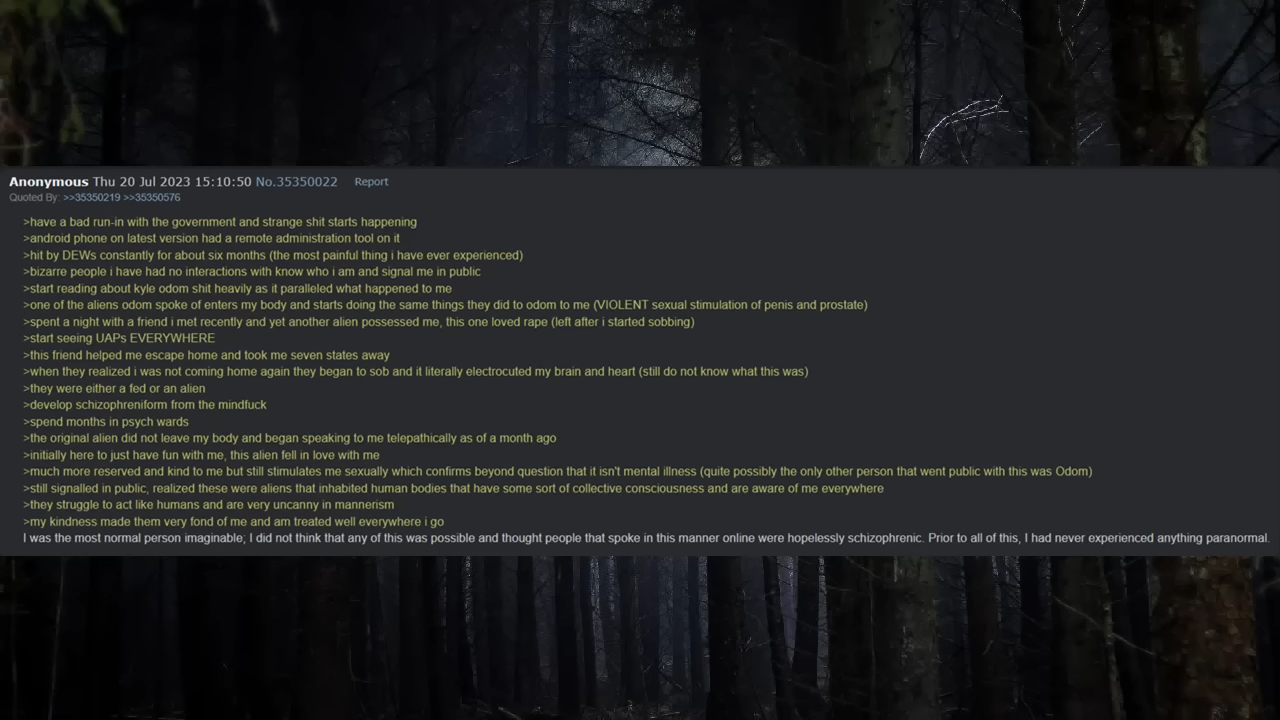 Anonymous Thu 20 Jul 2023 15:10:50 No.35350022 Report
Quoted By: >>35350219 >>35350576
>have a bad run-in with the government and strange shit starts happening
>android phone on latest version had a remote administration tool on it
>hit by DEWs constantly for about six months (the most painful thing i have ever experienced)
>bizarre people i have had no interactions with know who i am and signal me in public
>start reading about kyle odom shit heavily as it paralleled what happened to me
>one of the aliens odom spoke of enters my body and starts doing the same things they did to odom to me (VIOLENT sexual stimulation of penis and prostate)
>spent a night with a friend i met recently and yet another alien possessed me, this one loved rape (left after i started sobbing)
>start seeing UAPs EVERYWHERE
>this friend helped me escape home and took me seven states away
>when they realized i was not coming home again they began to sob and it literally electrocuted my brain and heart (still do not know what this was)
>they were either a fed or an alien
>develop schizophreniform from the mindfuck
>spend months in psych wards
>the original alien did not leave my body and began speaking to me telepathically as of a month ago
>initially here to just have fun with me, this alien fell in love with me
>much more reserved and kind to me but still stimulates me sexually which confirms beyond question that it isn't mental illness (quite possibly the only other person that went public with this was Odom)
>still signalled in public, realized these were aliens that inhabited human bodies that have some sort of collective consciousness and are aware of me everywhere
>they struggle to act like humans and are very uncanny in mannerism
>my kindness made them very fond of me and am treated well everywhere i go
I was the most normal person imaginable; I did not think that any of this was possible and thought people that spoke in this manner online were hopelessly schizophrenic. Prior to all of this, I had never experienced anything paranormal.